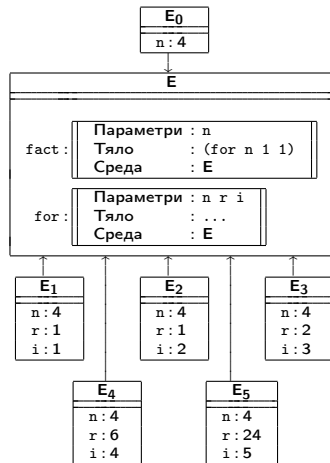 E0
n : 4
E
fact :
Параметри : n
Тяло : (for n 1 1)
Среда : E
for :
Параметри : n r i
Тяло : ...
Среда : E
E1
n : 4
r : 1
i : 1
E2
n : 4
r : 1
i : 2
E3
n : 4
r : 2
i : 3
E4
n : 4
r : 6
i : 4
E5
n : 4
r : 24
i : 5